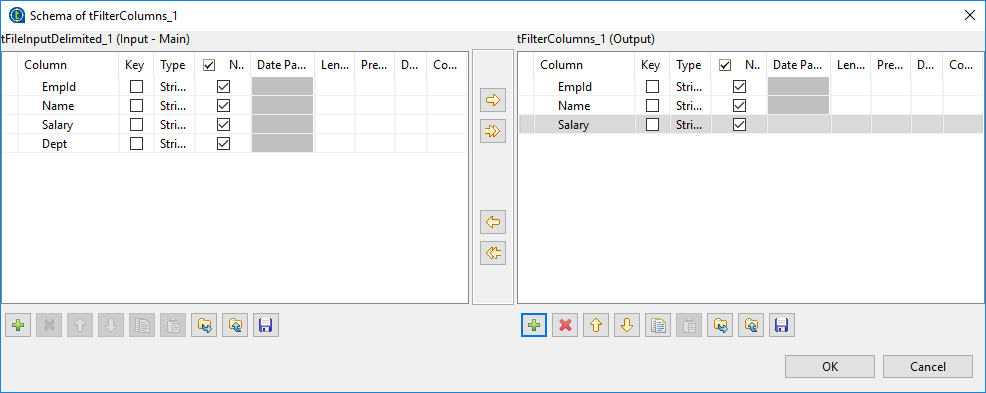 Schema of tFilterColumns_1
tFileInputDelimited_1 (Input - Main)
Column Key Type N.. Date Pa... Len... Pre... D... Co...
EmpId Stri...
Name Stri...
Salary Stri...
Dept Stri...
tFilterColumns_1 (Output)
Column Key Type N.. Date Pa... Len... Pre... D... Co...
EmpId Stri...
Name Stri...
Salary Stri...
OK Cancel